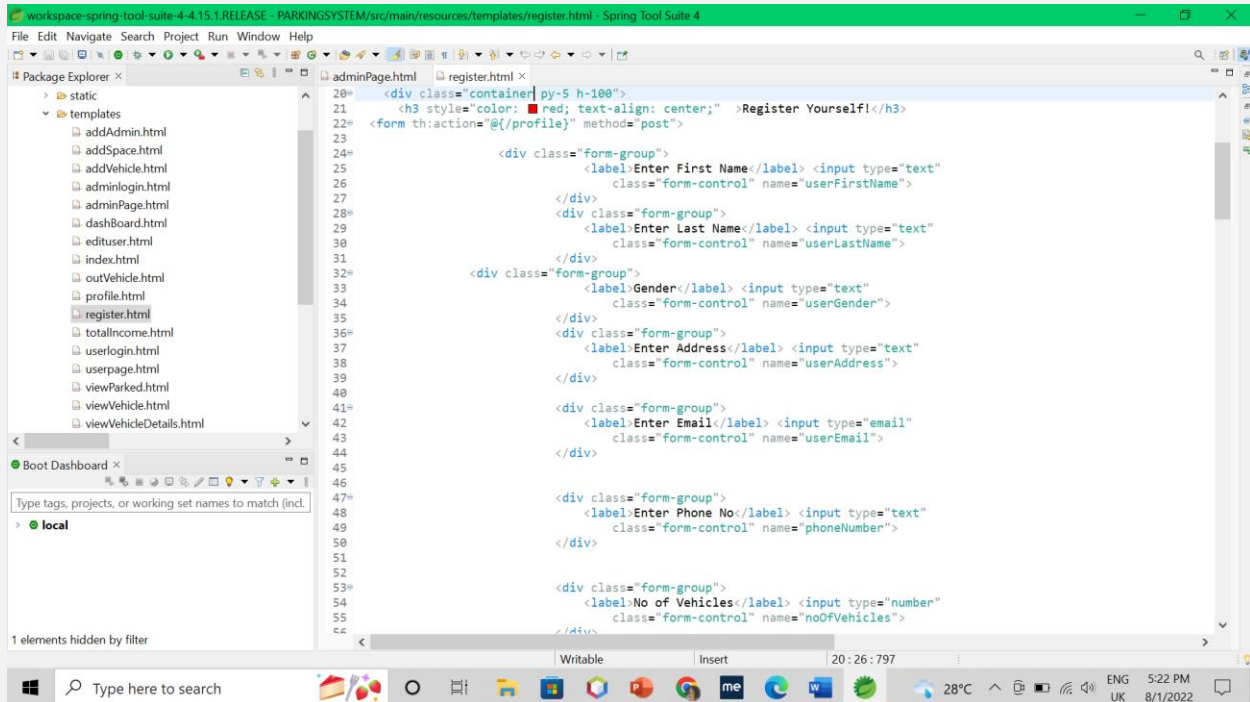 workspace-spring-tool-suite-4-4.15.1.RELEASE - PARKINGSYSTEM/src/main/resources/templates/register.html - Spring Tool Suite 4
File Edit Navigate Search Project Run Window Help
Package Explorer
static
templates
addAdmin.html
addSpace.html
addVehicle.html
adminlogin.html
adminPage.html
dashBoard.html
edituser.html
index.html
outVehicle.html
profile.html
register.html
totalIncome.html
userlogin.html
userpage.html
viewParked.html
viewVehicle.html
viewVehicleDetails.html
Boot Dashboard
Type tags, projects, or working set names to match (incl.
local
1 elements hidden by filter
adminPage.html register.html
20 <div class="container py-5 h-100">
21 <h3 style="color: red; text-align: center;" >Register Yourself!</h3>
22 <form th:action="@{/profile}" method="post">
23
24 <div class="form-group">
25 <label>Enter First Name</label> <input type="text"
26 class="form-control" name="userFirstName">
27 </div>
28 <div class="form-group">
29 <label>Enter Last Name</label> <input type="text"
30 class="form-control" name="userLastName">
31 </div>
32 <div class="form-group">
33 <label>Gender</label> <input type="text"
34 class="form-control" name="userGender">
35 </div>
36 <div class="form-group">
37 <label>Enter Address</label> <input type="text"
38 class="form-control" name="userAddress">
39 </div>
40
41 <div class="form-group">
42 <label>Enter Email</label> <input type="email"
43 class="form-control" name="userEmail">
44 </div>
45
46
47 <div class="form-group">
48 <label>Enter Phone No</label> <input type="text"
49 class="form-control" name="phoneNumber">
50 </div>
51
52
53 <div class="form-group">
54 <label>No of Vehicles</label> <input type="number"
55 class="form-control" name="noOfVehicles">
56 </div>
Writable Insert 20 : 26 : 797
Type here to search
me
28°C ENG 5:22 PM
UK 8/1/2022